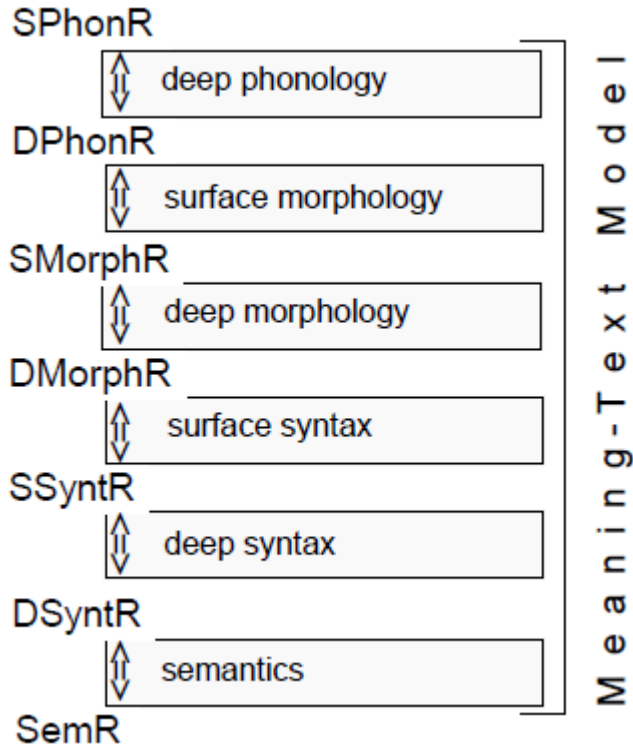 SPhonR
deep phonology
DPhonR
surface morphology
SMorphR
deep morphology
DMorphR
surface syntax
SSyntR
deep syntax
DSyntR
semantics
SemR
Meaning-Text Model